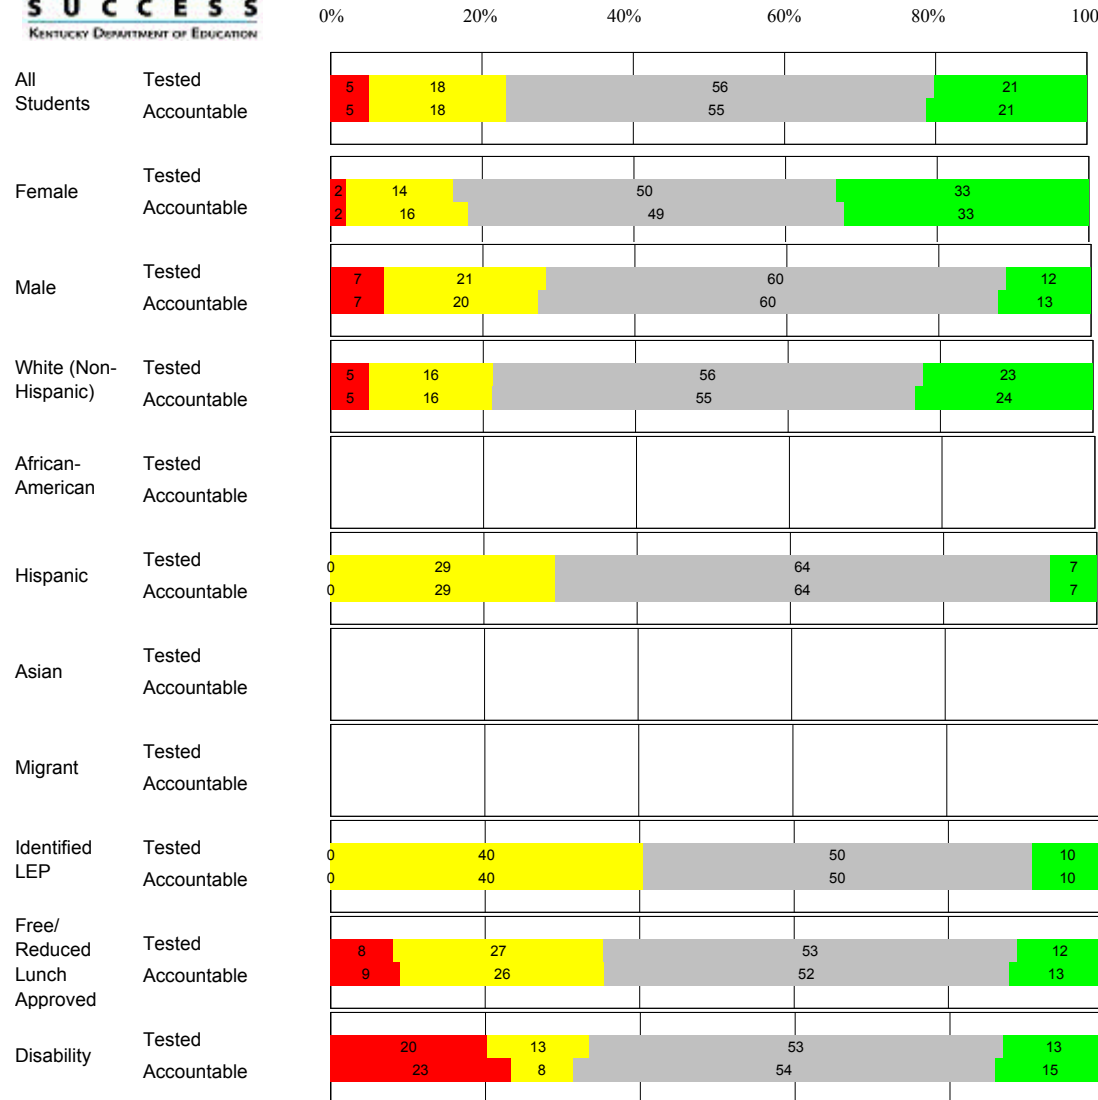 SUCCESS
KENTUCKY DEPARTMENT OF EDUCATION
0% 20% 40% 60% 80% 100
All Students
Tested 5 18 56 21
Accountable 5 18 55 21
Female
Tested 2 14 50 33
Accountable 2 16 49 33
Male
Tested 7 21 60 12
Accountable 7 20 60 13
White (Non-
Hispanic)
Tested 5 16 56 23
Accountable 5 16 55 24
African-
American
Tested
Accountable
Hispanic
Tested 0 29 64 7
Accountable 0 29 64 7
Asian
Tested
Accountable
Migrant
Tested
Accountable
Identified
LEP
Tested 0 40 50 10
Accountable 0 40 50 10
Free/
Reduced
Lunch
Approved
Tested 8 27 53 12
Accountable 9 26 52 13
Disability
Tested 20 13 53 13
Accountable 23 8 54 15